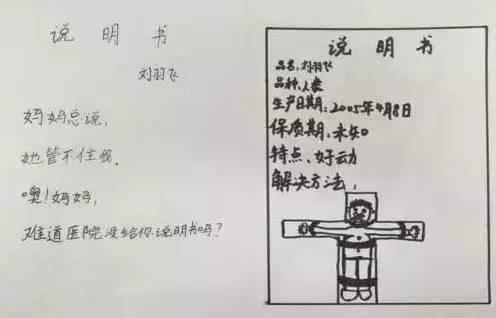 说明书
刘羽飞
妈妈总说,
她管不住我.
噢!妈妈,
难道医院没给你说明书吗?
说明书
品名:刘羽飞
品种:人类
生产日期:2005年4月8日
保质期:未知
特点:好动
解决方法: